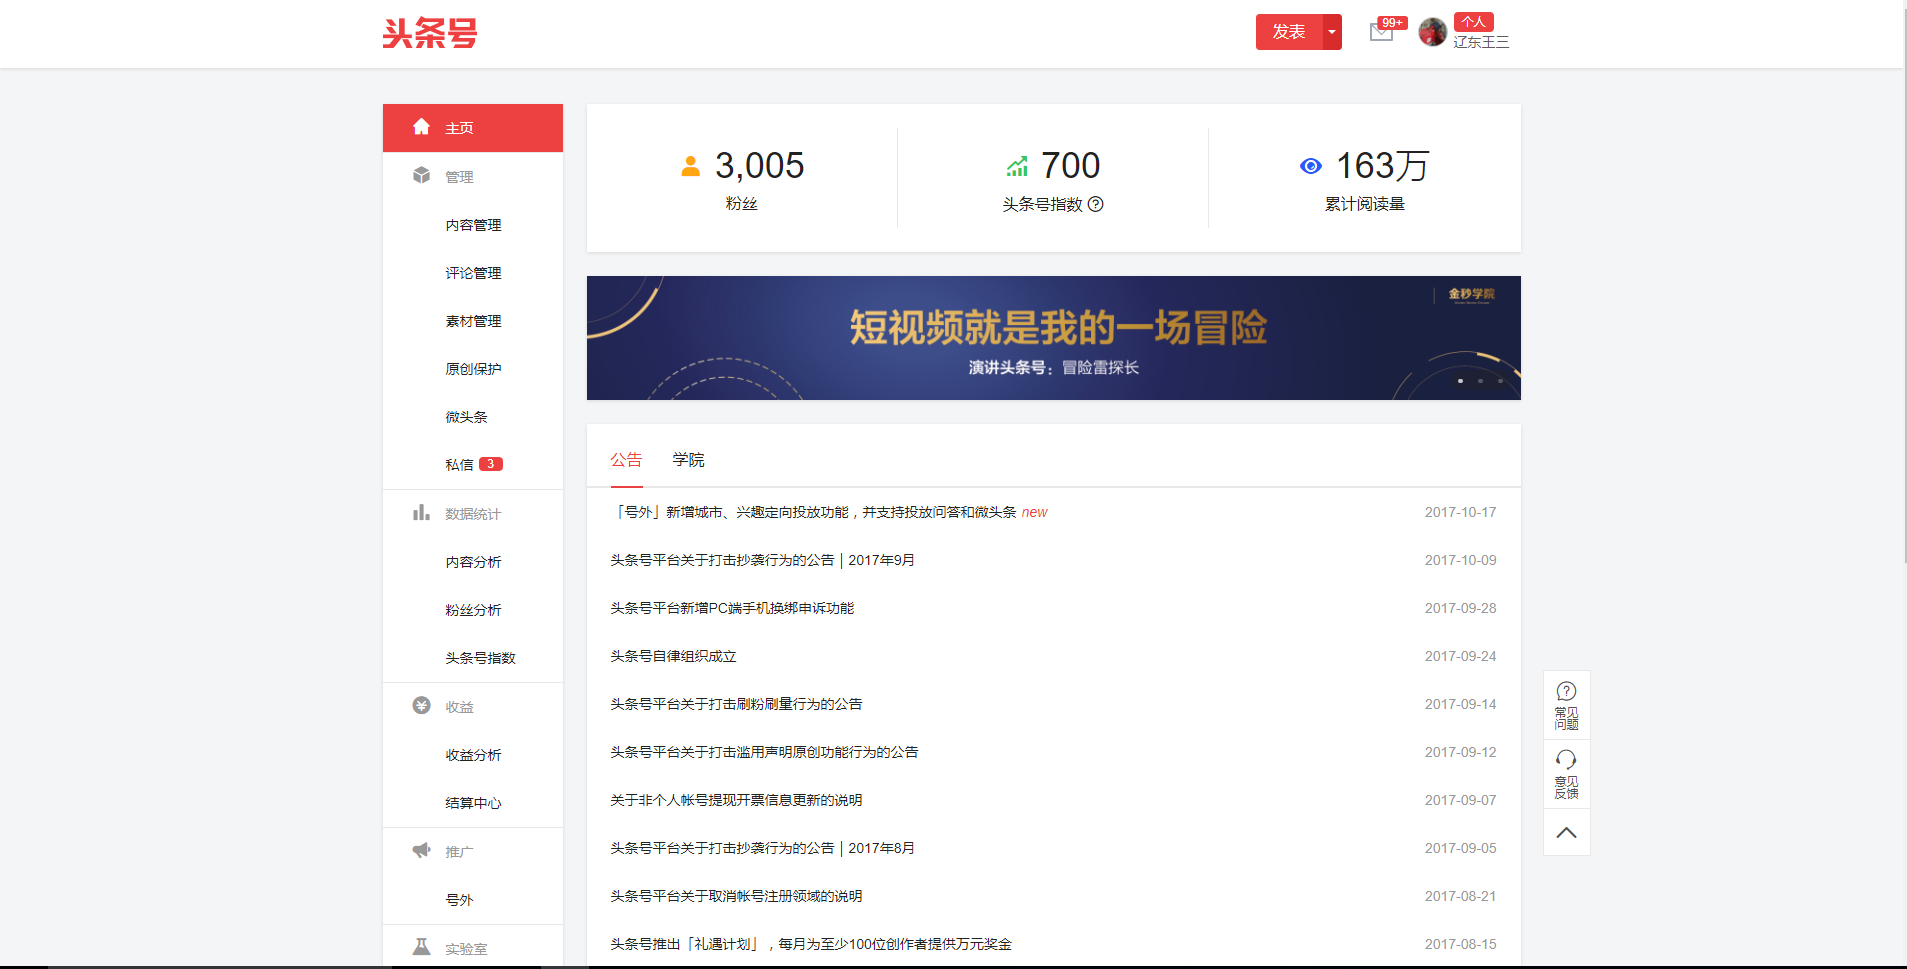 头条号
发表
99+
个人
辽东王三
主页
管理
内容管理
评论管理
素材管理
原创保护
微头条
私信 3
数据统计
内容分析
粉丝分析
头条号指数
收益
收益分析
结算中心
推广
号外
实验室
3,005
粉丝
700
头条号指数
163万
累计阅读量
金秒学院
短视频就是我的一场冒险
演讲头条号：冒险雷探长
公告 学院
「号外」新增城市、兴趣定向投放功能，并支持投放问答和微头条 new 2017-10-17
头条号平台关于打击抄袭行为的公告 | 2017年9月 2017-10-09
头条号平台新增PC端手机换绑申诉功能 2017-09-28
头条号自律组织成立 2017-09-24
头条号平台关于打击刷粉刷量行为的公告 2017-09-14
头条号平台关于打击滥用声明原创功能行为的公告 2017-09-12
关于非个人帐号提现开票信息更新的说明 2017-09-07
头条号平台关于打击抄袭行为的公告 | 2017年8月 2017-09-05
头条号平台关于取消帐号注册领域的说明 2017-08-21
头条号推出「礼遇计划」，每月为至少100位创作者提供万元奖金 2017-08-15
常见
问题
意见
反馈